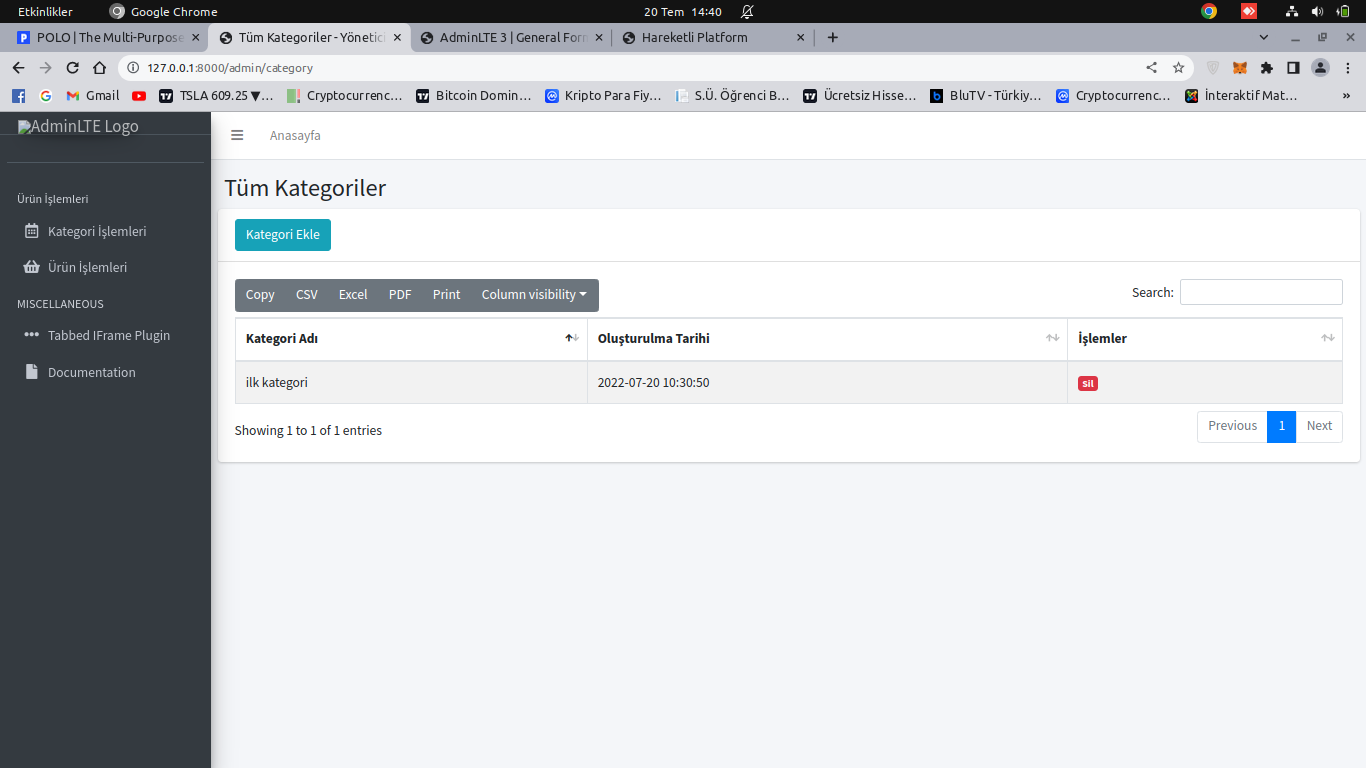 Etkinlikler Google Chrome 20 Tem 14:40
POLO | The Multi-Purpose Tüm Kategoriler - Yönetici AdminLTE 3 | General Form Hareketli Platform
127.0.0.1:8000/admin/category
Gmail TSLA 609.25 ▼… Cryptocurrenc… Bitcoin Domin… Kripto Para Fiy… S.Ü. Öğrenci B… Ücretsiz Hisse… BluTV - Türkiy… Cryptocurrenc… İnteraktif Mat… »
AdminLTE Logo
Anasayfa
Tüm Kategoriler
Ürün İşlemleri
Kategori İşlemleri
Ürün İşlemleri
MISCELLANEOUS
Tabbed IFrame Plugin
Documentation
Kategori Ekle
Copy CSV Excel PDF Print Column visibility
Search:
Kategori Adı Oluşturulma Tarihi İşlemler
ilk kategori 2022-07-20 10:30:50 sil
Showing 1 to 1 of 1 entries
Previous 1 Next